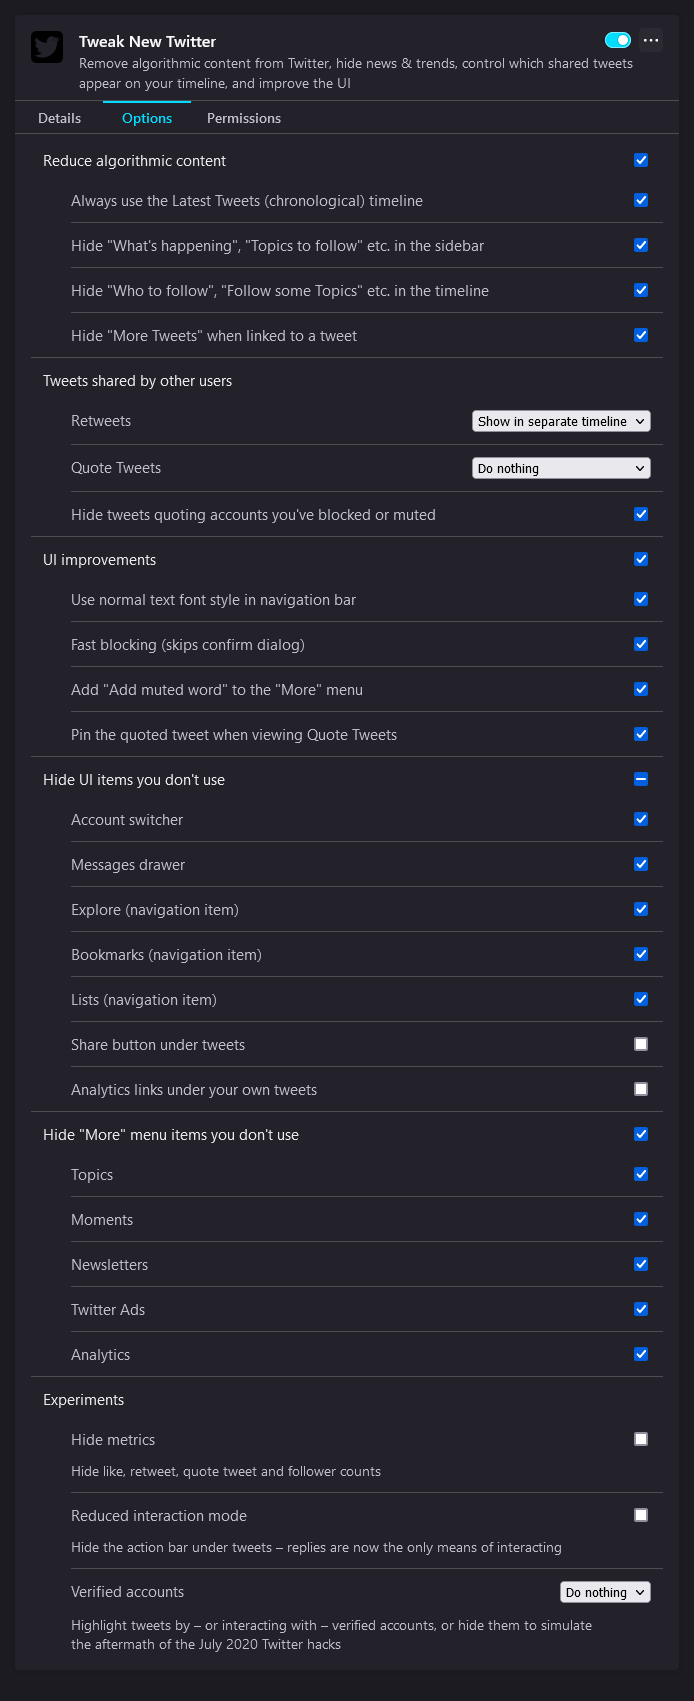 Tweak New Twitter
Remove algorithmic content from Twitter, hide news & trends, control which shared tweets
appear on your timeline, and improve the UI
Details Options Permissions
Reduce algorithmic content
Always use the Latest Tweets (chronological) timeline
Hide "What's happening", "Topics to follow" etc. in the sidebar
Hide "Who to follow", "Follow some Topics" etc. in the timeline
Hide "More Tweets" when linked to a tweet
Tweets shared by other users
Retweets Show in separate timeline
Quote Tweets Do nothing
Hide tweets quoting accounts you've blocked or muted
UI improvements
Use normal text font style in navigation bar
Fast blocking (skips confirm dialog)
Add "Add muted word" to the "More" menu
Pin the quoted tweet when viewing Quote Tweets
Hide UI items you don't use
Account switcher
Messages drawer
Explore (navigation item)
Bookmarks (navigation item)
Lists (navigation item)
Share button under tweets
Analytics links under your own tweets
Hide "More" menu items you don't use
Topics
Moments
Newsletters
Twitter Ads
Analytics
Experiments
Hide metrics
Hide like, retweet, quote tweet and follower counts
Reduced interaction mode
Hide the action bar under tweets – replies are now the only means of interacting
Verified accounts Do nothing
Highlight tweets by – or interacting with – verified accounts, or hide them to simulate
the aftermath of the July 2020 Twitter hacks